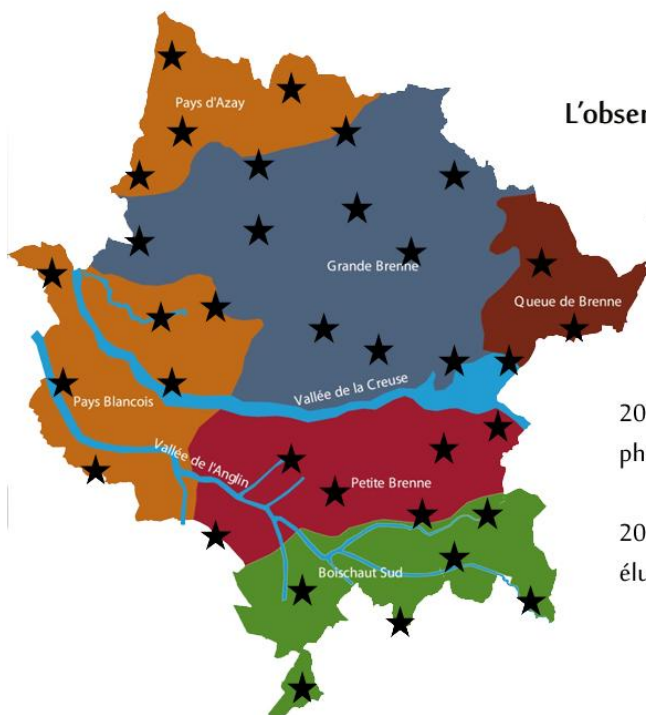 Pays d'Azay
L'obser
Grande Brenne
Queue de Brenne
Vallée de la Creuse
Pays Blancois
20
ph
Vallée de l'Anglin
Petite Brenne
20
élu
Boischaut Sud